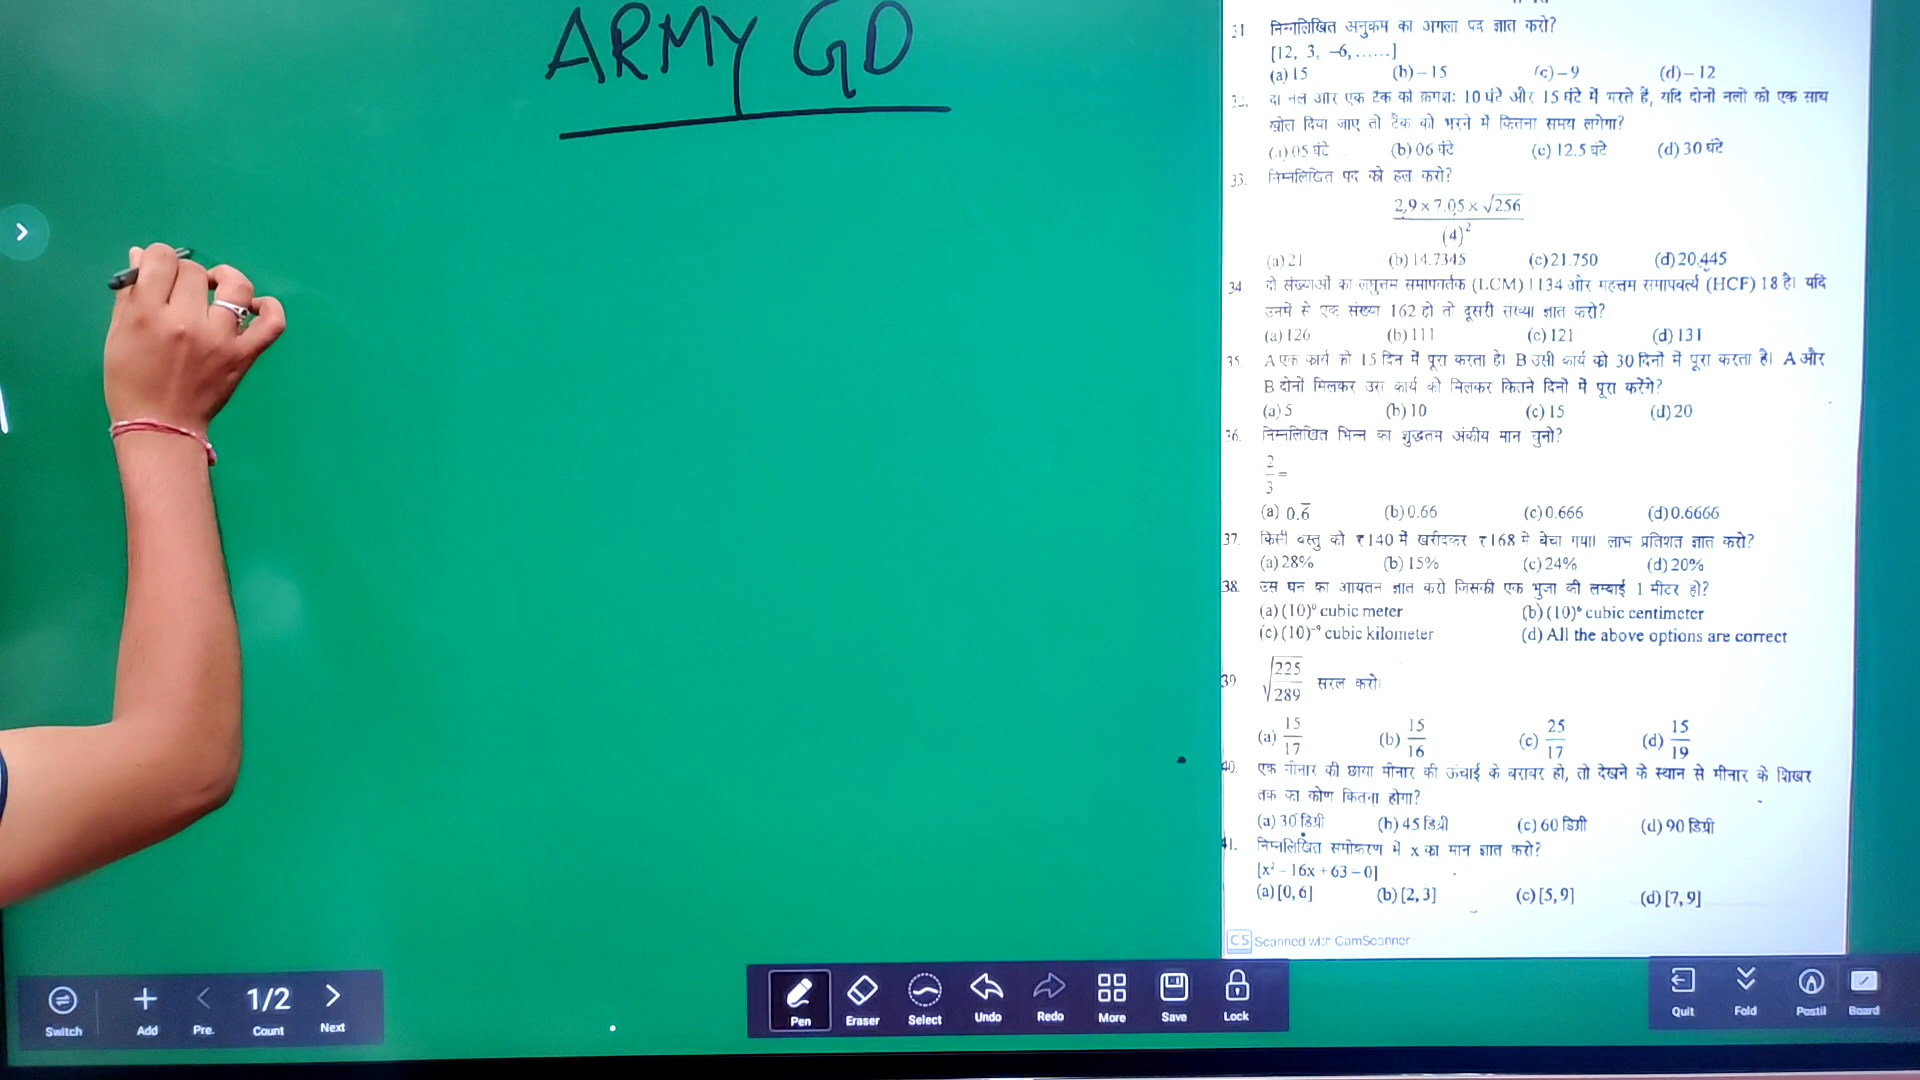 ARMY GD
31 निम्नलिखित अनुक्रम का अगला पद ज्ञात करो?
[12, 3, –6,......]
(a) 15 (b) – 15 (c) – 9 (d) – 12
32. दो नल और एक टैंक को क्रमशः 10 घंटे और 15 घंटे में भरते हैं, यदि दोनों नलों को एक साथ
खोल दिया जाए तो टैंक को भरने में कितना समय लगेगा?
(a) 05 घंटे (b) 06 घंटे (c) 12.5 घंटे (d) 30 घंटे
33. निम्नलिखित पद को हल करो?
2.9 × 7.05 × √256
(4)²
(a) 21 (b) 14.7345 (c) 21.750 (d) 20.445
34. दो संख्याओं का लघुत्तम समापवर्तक (LCM) 1134 और महत्तम समापवर्त्य (HCF) 18 है। यदि
उनमें से एक संख्या 162 हो तो दूसरी संख्या ज्ञात करो?
(a) 126 (b) 111 (c) 121 (d) 131
35. A एक कार्य को 15 दिन में पूरा करता है। B उसी कार्य को 30 दिनों में पूरा करता है। A और
B दोनों मिलकर उस कार्य को मिलकर कितने दिनों में पूरा करेंगे?
(a) 5 (b) 10 (c) 15 (d) 20
36. निम्नलिखित भिन्न का शुद्धतम अंकीय मान चुनो?
2
3 =
(a) 0.6̅ (b) 0.66 (c) 0.666 (d) 0.6666
37. किसी वस्तु को ₹140 में खरीदकर ₹168 में बेचा गया। लाभ प्रतिशत ज्ञात करो?
(a) 28% (b) 15% (c) 24% (d) 20%
38. उस घन का आयतन ज्ञात करो जिसकी एक भुजा की लम्बाई 1 मीटर हो?
(a) (10)⁰ cubic meter (b) (10)⁶ cubic centimeter
(c) (10)⁻⁹ cubic kilometer (d) All the above options are correct
39 √225/289 सरल करो।
(a) 15/17 (b) 15/16 (c) 25/17 (d) 15/19
40. एक मीनार की छाया मीनार की ऊंचाई के बराबर हो, तो देखने के स्थान से मीनार के शिखर
तक का कोण कितना होगा?
(a) 30 डिग्री (b) 45 डिग्री (c) 60 डिग्री (d) 90 डिग्री
41. निम्नलिखित समीकरण में x का मान ज्ञात करो?
[x² – 16x + 63 – 0]
(a) [0, 6] (b) [2, 3] (c) [5, 9] (d) [7, 9]
CS Scanned with CamScanner
1/2
Switch Add Pre. Count Next
Pen Eraser Select Undo Redo More Save Lock
Quit Fold Postil Board